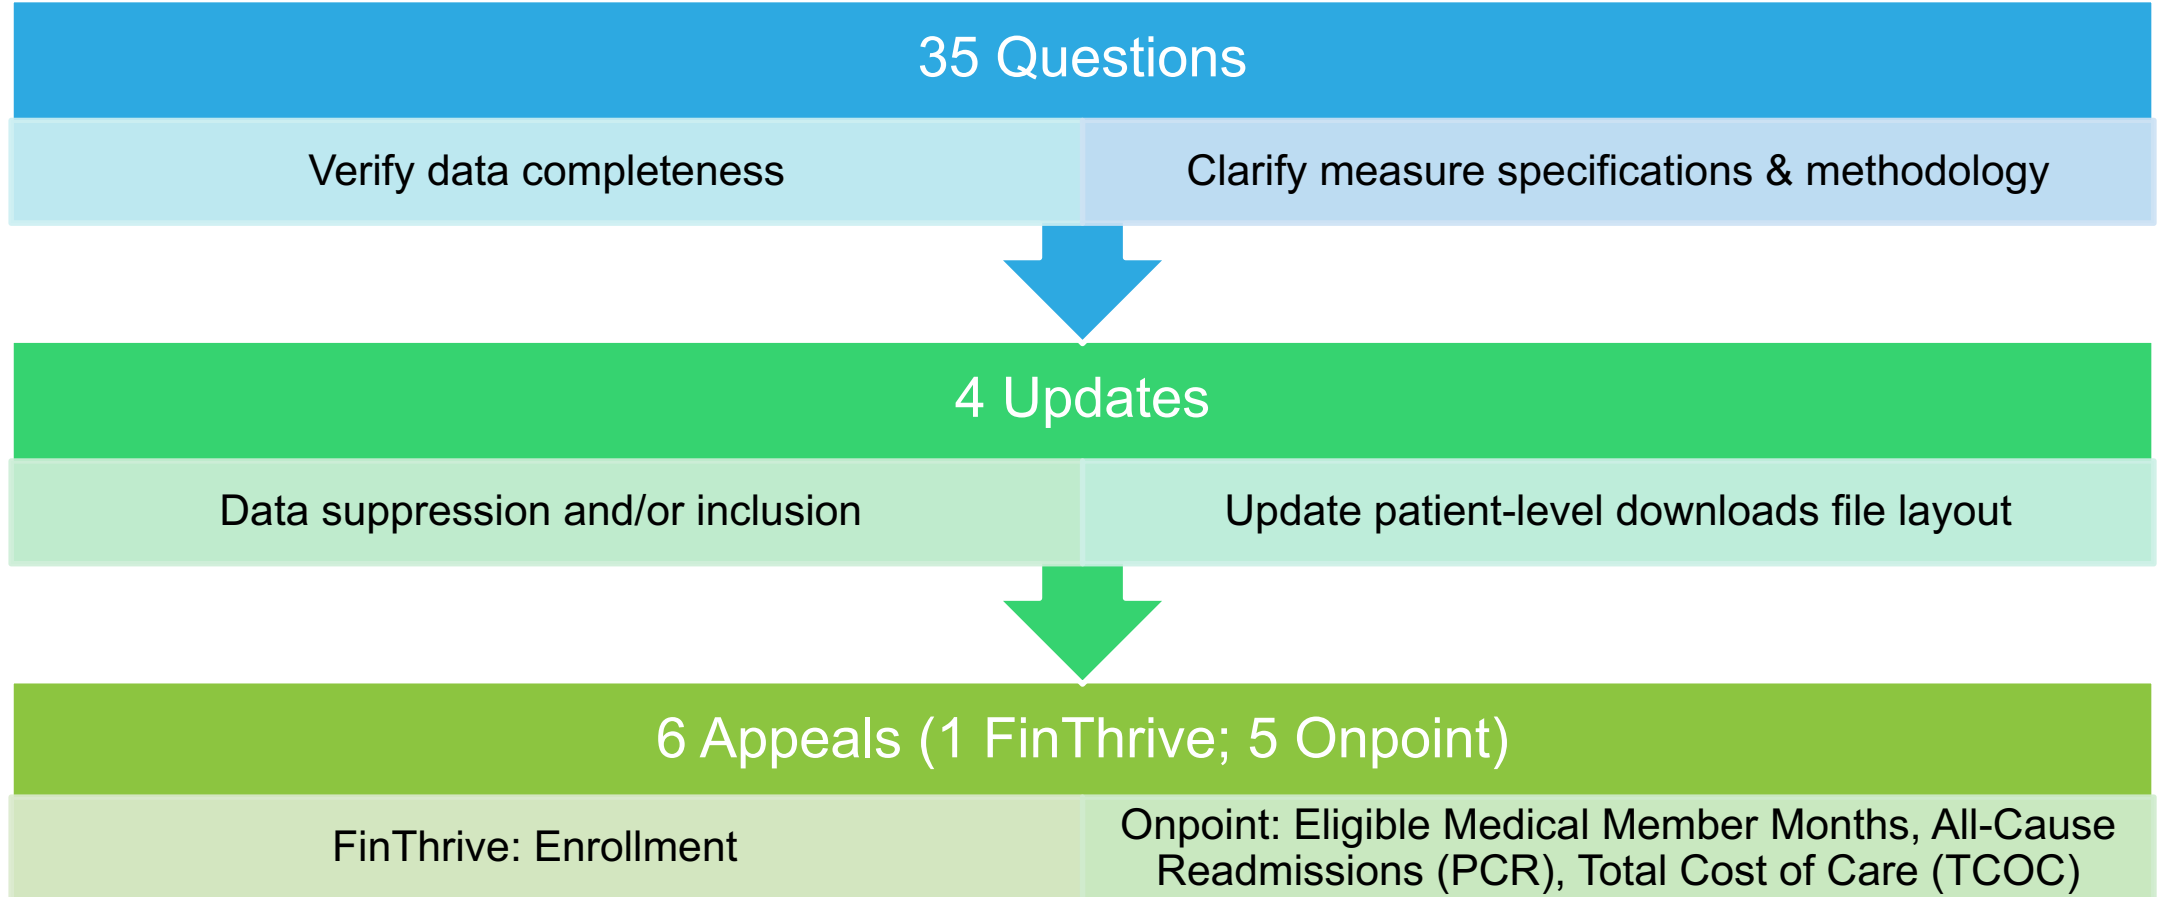 35 Questions
Verify data completeness
Clarify measure specifications & methodology
4 Updates
Data suppression and/or inclusion
Update patient-level downloads file layout
6 Appeals (1 FinThrive; 5 Onpoint)
FinThrive: Enrollment
Onpoint: Eligible Medical Member Months, All-Cause
Readmissions (PCR), Total Cost of Care (TCOC)